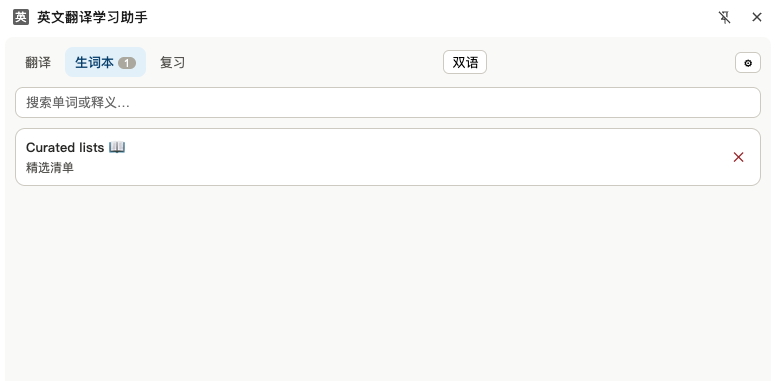 英 英文翻译学习助手
翻译 生词本 1 复习 双语
搜索单词或释义...
Curated lists 📖
精选清单